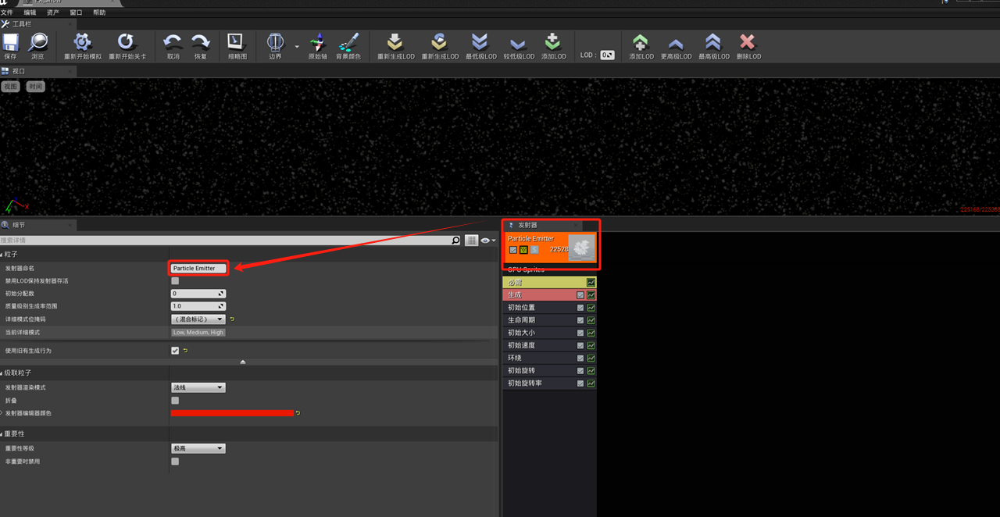 文件 编辑 资产 窗口 帮助
工具栏
保存 浏览 重新开始模拟 重新开始关卡 取消 恢复 缩略图 边界 原始轴 背景颜色 重新生成LOD 重新生成LOD 最低级LOD 较低级LOD 添加LOD LOD : 0 添加LOD 更高级LOD 最高级LOD 删除LOD
视口
视图 时间
X
细节
搜索详情
粒子
发射器命名 Particle Emitter
禁用LOD保持发射器存活
初始分配数 0
质量级别生成率范围 1.0
详细模式位掩码 (混合标记)
当前详细模式 Low, Medium, High
使用旧有生成行为
级联粒子
发射器渲染模式 法线
折叠
发射器编辑器颜色
重要性
重要性等级 极高
非重要时禁用
发射器
Particle Emitter
22528
GPU Sprites
必需
生成
初始位置
生命周期
初始大小
初始速度
环绕
初始旋转
初始旋转率